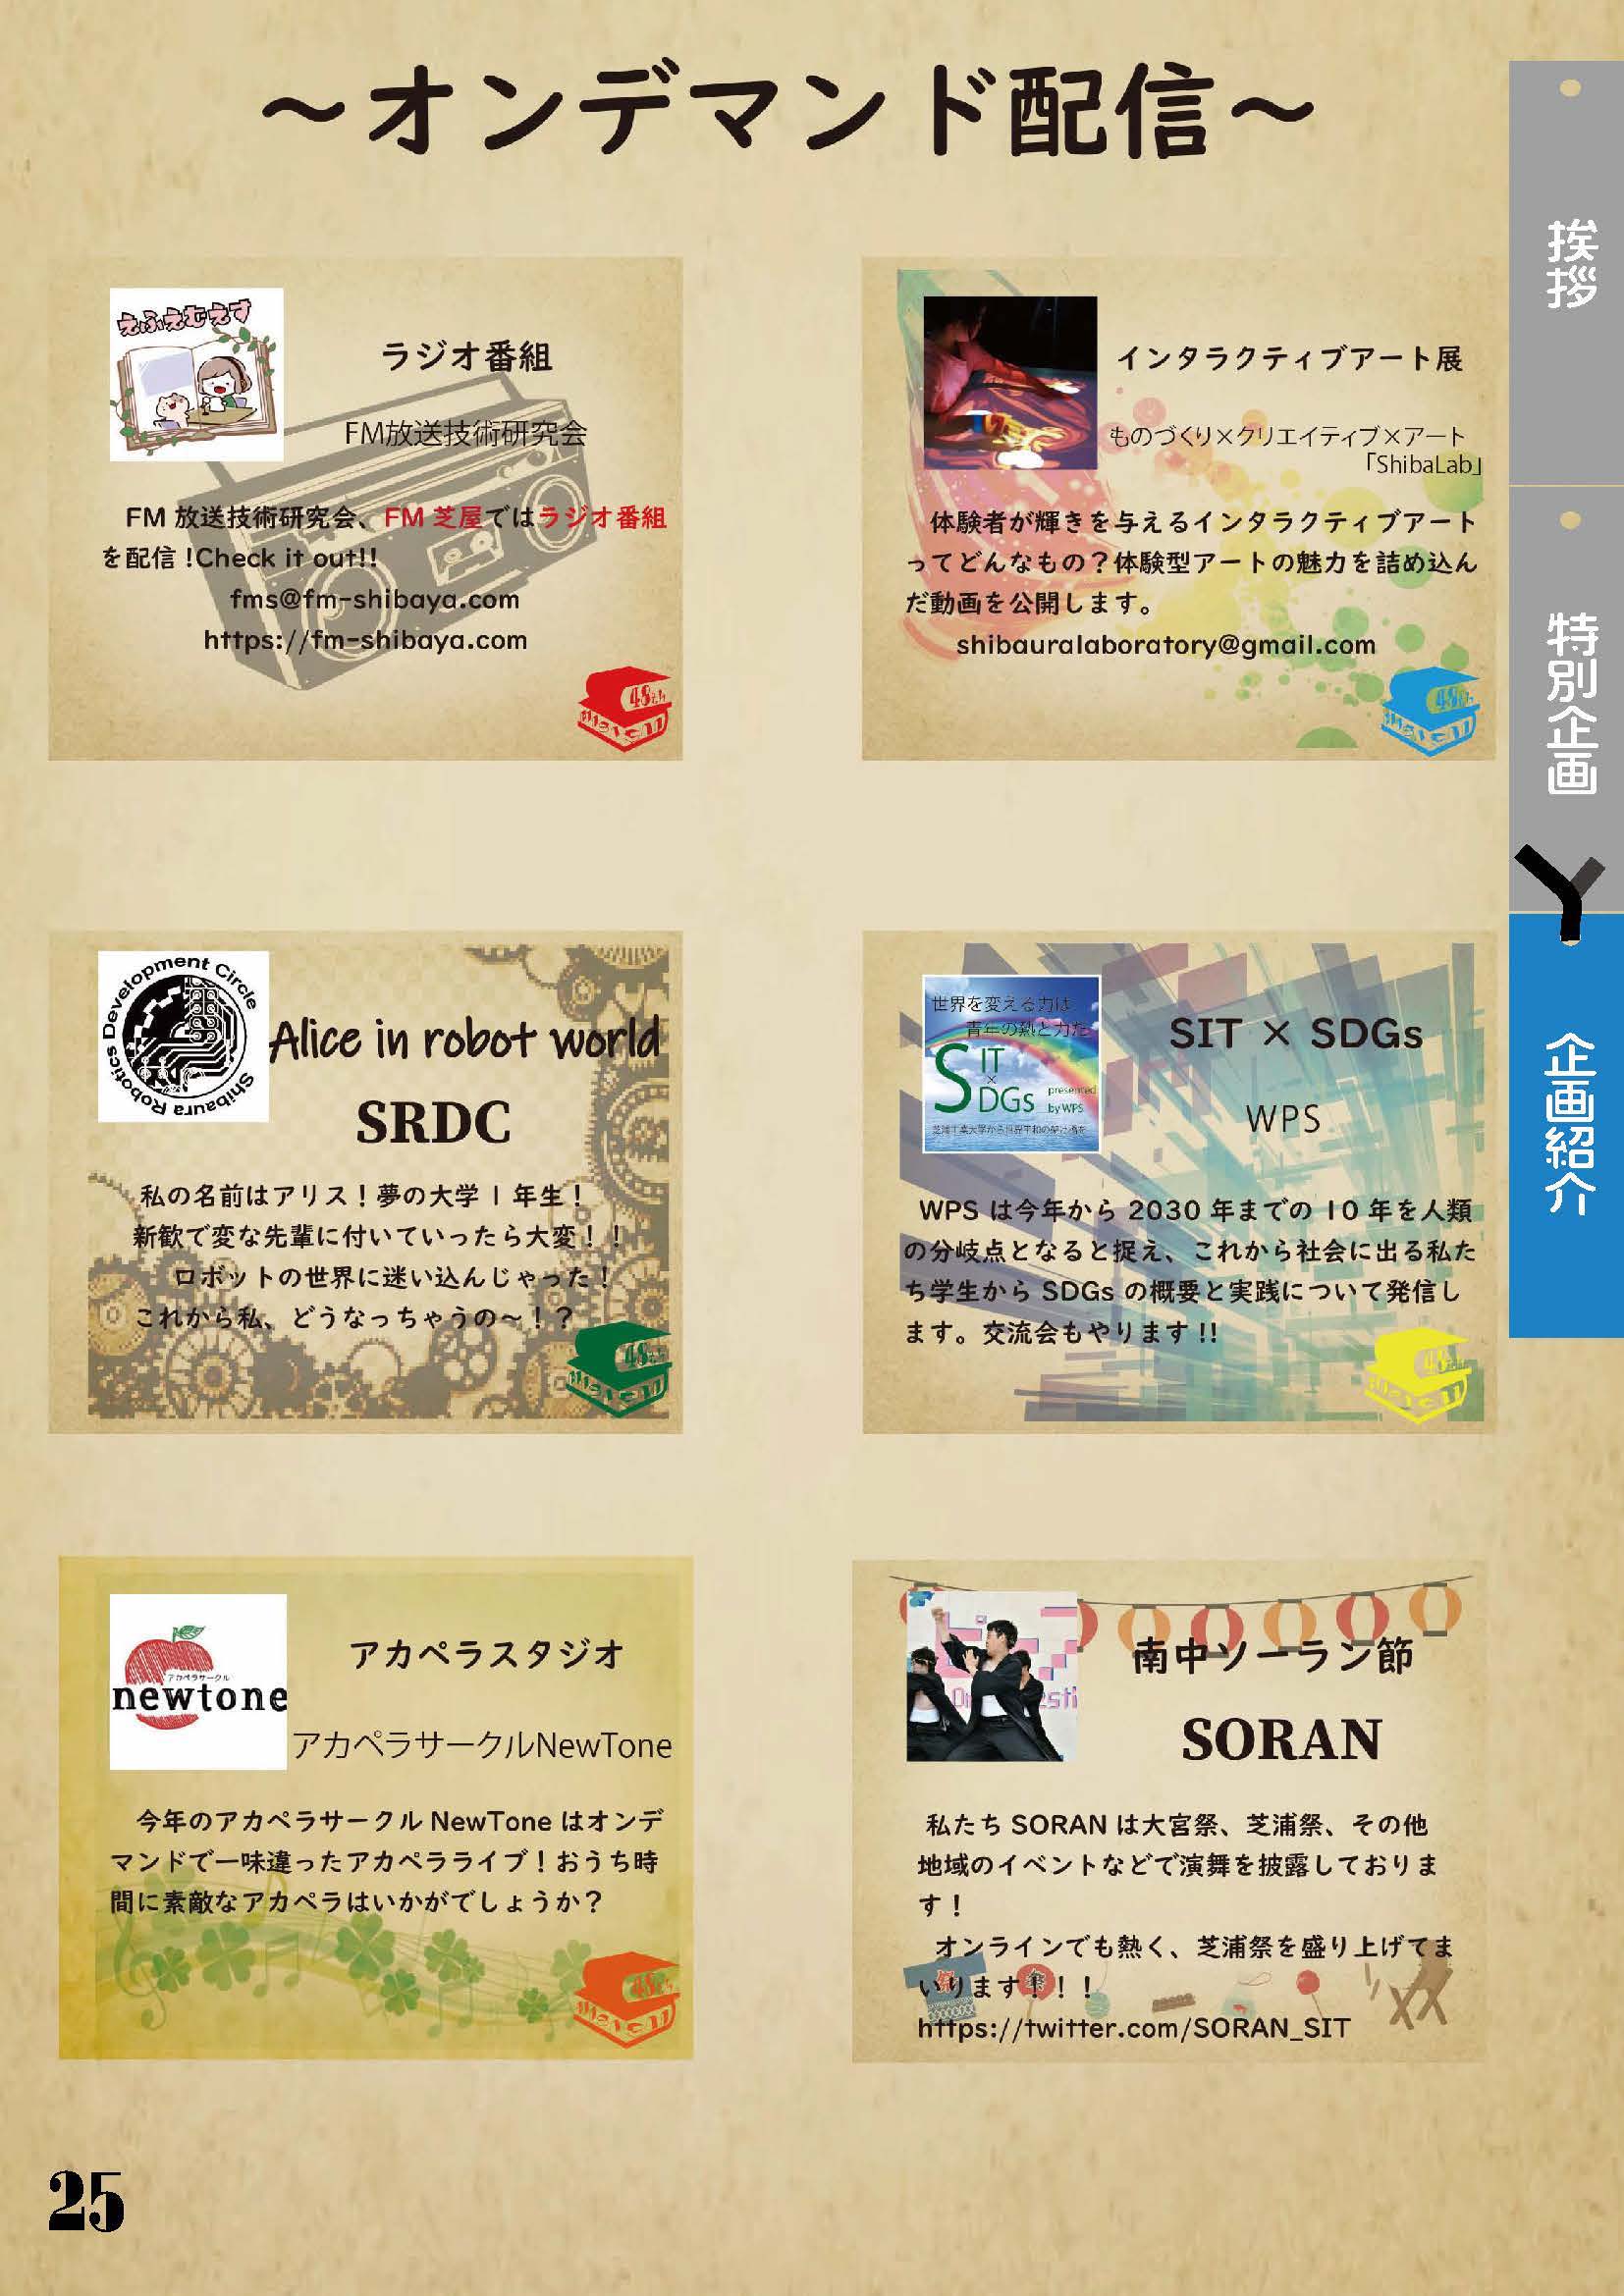 ～オンデマンド配信～
挨拶
特別企画
企画紹介
えふえむえす
ラジオ番組
FM放送技術研究会
FM 放送技術研究会、FM 芝屋ではラジオ番組
を配信 !Check it out!!
fms@fm-shibaya.com
https://fm-shibaya.com
インタラクティブアート展
ものづくり×クリエイティブ×アート
「ShibaLab」
体験者が輝きを与えるインタラクティブアート
ってどんなもの？体験型アートの魅力を詰め込ん
だ動画を公開します。
shibauralaboratory@gmail.com
Shibaura Robotics Development Circle
Alice in robot world
SRDC
私の名前はアリス！夢の大学 1 年生！
新歓で変な先輩に付いていったら大変！！
ロボットの世界に迷い込んじゃった！
これから私、どうなっちゃうの～！？
世界を変える力は
青年の熱と力だ
SIT
×
SDGs
presented
by WPS
芝浦工業大学から世界平和の架け橋を
SIT × SDGs
WPS
WPS は今年から 2030 年までの 10 年を人類
の分岐点となると捉え、これから社会に出る私た
ち学生から SDGs の概要と実践について発信し
ます。交流会もやります !!
アカペラサークル
newtone
アカペラスタジオ
アカペラサークルNewTone
今年のアカペラサークル NewTone はオンデ
マンドで一味違ったアカペラライブ！おうち時
間に素敵なアカペラはいかがでしょうか？
南中ソーラン節
SORAN
私たち SORAN は大宮祭、芝浦祭、その他
地域のイベントなどで演舞を披露しておりま
す！
オンラインでも熱く、芝浦祭を盛り上げてま
いります！！！
https://twitter.com/SORAN_SIT
25